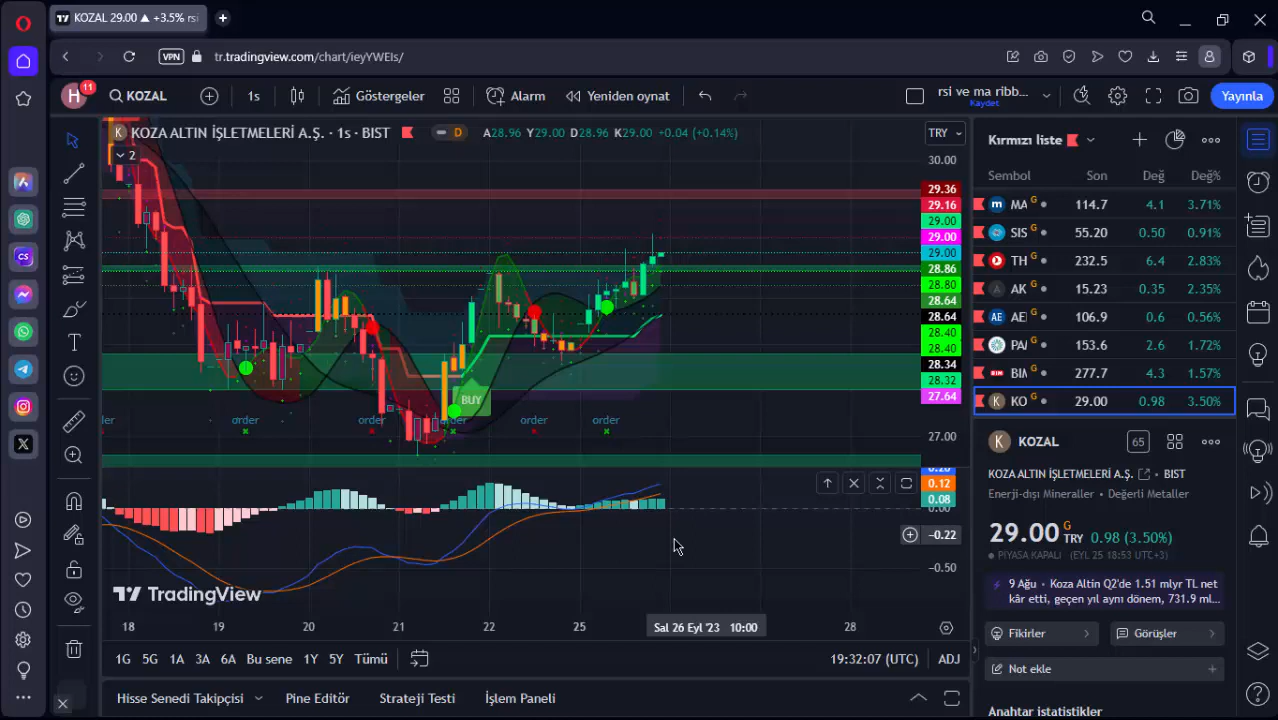 KOZAL 29.00 ▲ +3.5% rsi
VPN
tr.tradingview.com/chart/ieyYWEIs/
H
11
KOZAL
1s
Göstergeler
Alarm
Yeniden oynat
rsi ve ma ribb...
Kaydet
Yayınla
KOZA ALTIN İŞLETMELERİ A.Ş. · 1s · BIST
D
A28.96 Y29.00 D28.96 K29.00 +0.04 (+0.14%)
TRY
2
30.00
29.36
29.16
29.00
29.00
29.00
28.86
28.80
28.64
28.64
28.40
28.40
28.34
28.32
27.64
27.00
BUY
order
order
order
order
order
0.12
0.08
0.00
−0.22
−0.50
TradingView
18
19
20
21
22
25
Sal 26 Eyl '23 10:00
28
1G 5G 1A 3A 6A Bu sene 1Y 5Y Tümü
19:32:07 (UTC)
ADJ
Hisse Senedi Takipçisi
Pine Editör
Strateji Testi
İşlem Paneli
Kırmızı liste
Sembol Son Değ Değ%
MA G 114.7 4.1 3.71%
SIS G 55.20 0.50 0.91%
TH G 232.5 6.4 2.83%
AK G 15.23 0.35 2.35%
AE G 106.9 0.6 0.56%
PA G 153.6 2.6 1.72%
BIM G 277.7 4.3 1.57%
KO G 29.00 0.98 3.50%
K KOZAL
65
KOZA ALTIN İŞLETMELERİ A.Ş. · BIST
Enerji-dışı Mineraller · Değerli Metaller
29.00 G TRY 0.98 (3.50%)
PİYASA KAPALI (EYL 25 18:53 UTC+3)
9 Ağu · Koza Altin Q2'de 1.51 mlyr TL net
kâr etti, geçen yıl aynı dönem, 731.9 ml...
Fikirler
Görüşler
Not ekle
Anahtar istatistikler